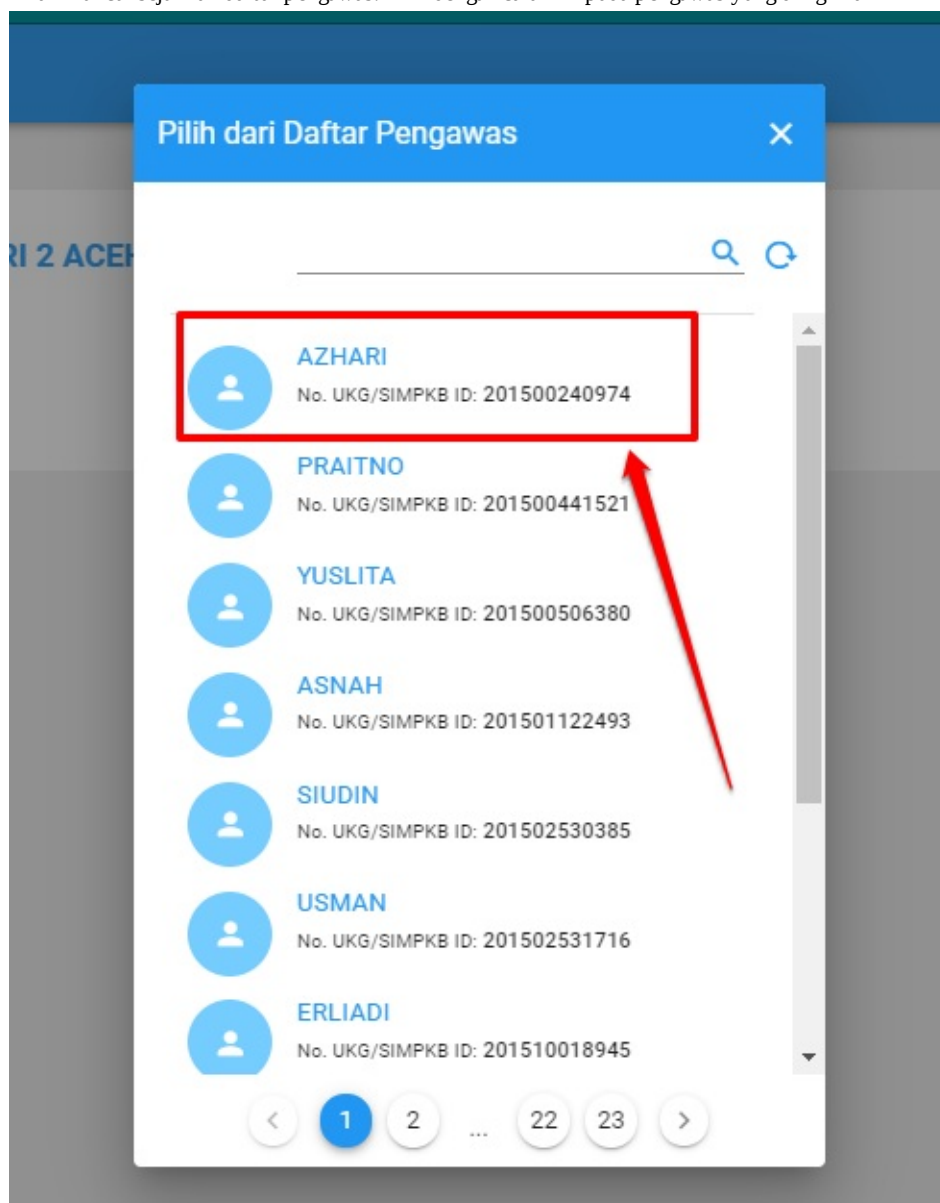 Pilih dari Daftar Pengawas
RI 2 ACEH
AZHARI
No. UKG/SIMPKB ID: 201500240974
PRAITNO
No. UKG/SIMPKB ID: 201500441521
YUSLITA
No. UKG/SIMPKB ID: 201500506380
ASNAH
No. UKG/SIMPKB ID: 201501122493
SIUDIN
No. UKG/SIMPKB ID: 201502530385
USMAN
No. UKG/SIMPKB ID: 201502531716
ERLIADI
No. UKG/SIMPKB ID: 201510018945
1 2 ... 22 23